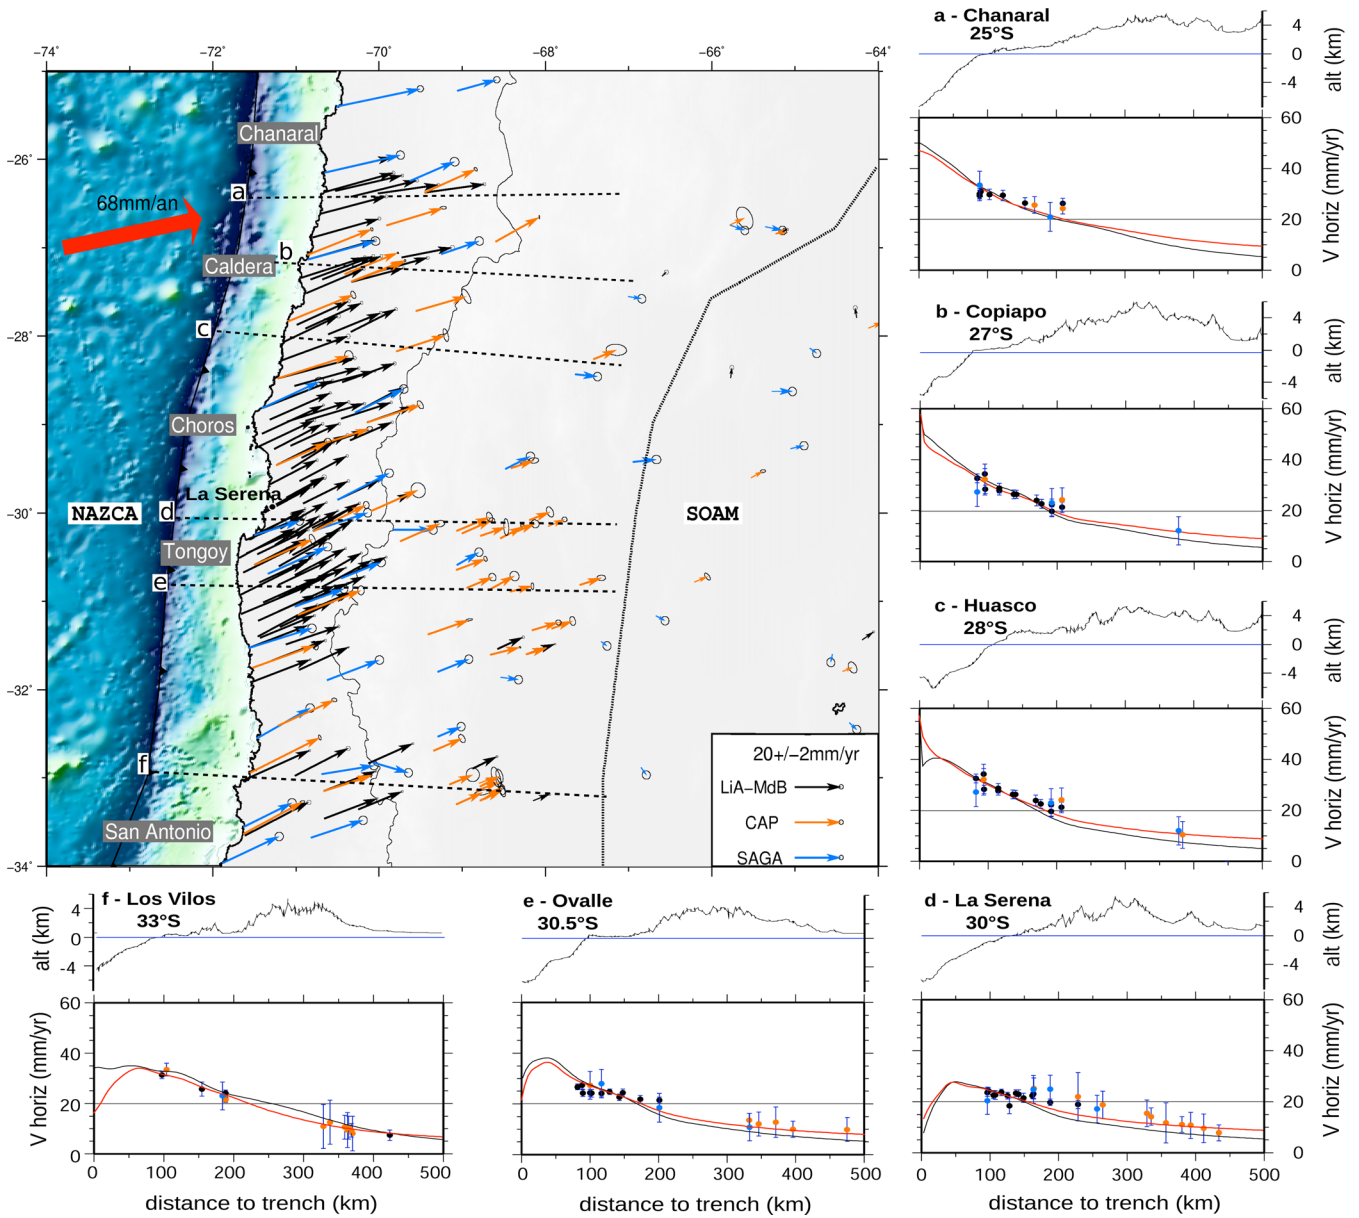 −74˚
−72˚
−70˚
−68˚
−66˚
−64˚
−26˚
−28˚
−30˚
−32˚
−34˚
Chanaral
a
68mm/an
b
Caldera
c
Choros
La Serena
NAZCA
d
SOAM
Tongoy
e
f
San Antonio
20+/−2mm/yr
LiA−MdB
CAP
SAGA
a - Chanaral
25°S
4
0
-4
alt (km)
60
40
20
0
V horiz (mm/yr)
b - Copiapo
27°S
4
0
-4
alt (km)
60
40
20
0
V horiz (mm/yr)
c - Huasco
28°S
4
0
-4
alt (km)
60
40
20
0
V horiz (mm/yr)
f - Los Vilos
33°S
4
0
-4
alt (km)
60
40
20
0
V horiz (mm/yr)
0 100 200 300 400 500
distance to trench (km)
e - Ovalle
30.5°S
0 100 200 300 400 500
distance to trench (km)
d - La Serena
30°S
4
0
-4
alt (km)
60
40
20
0
V horiz (mm/yr)
0 100 200 300 400 500
distance to trench (km)